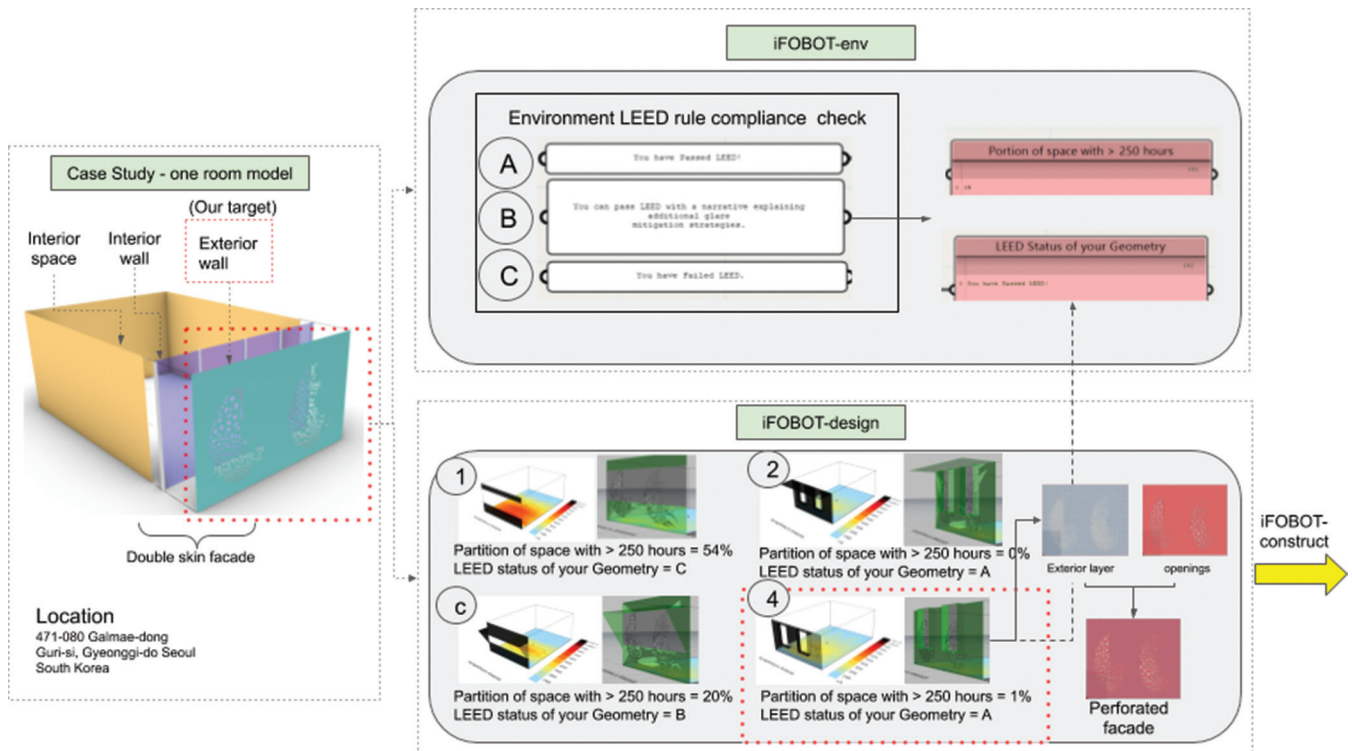 iFOBOT-env
Environment LEED rule compliance check
A
You have Passed LEED!
B
You can pass LEED with a narrative explaining
additional glare
mitigation strategies.
C
You have Failed LEED.
Portion of space with > 250 hours
LEED Status of your Geometry
You have Passed LEED!
Case Study - one room model
(Our target)
Interior
space
Interior
wall
Exterior
wall
Double skin facade
Location
471-080 Galmae-dong
Guri-si, Gyeonggi-do Seoul
South Korea
iFOBOT-design
1
Partition of space with > 250 hours = 54%
LEED status of your Geometry = C
2
Partition of space with > 250 hours = 0%
LEED status of your Geometry = A
c
Partition of space with > 250 hours = 20%
LEED status of your Geometry = B
4
Partition of space with > 250 hours = 1%
LEED status of your Geometry = A
Exterior layer
openings
Perforated
facade
iFOBOT-
construct